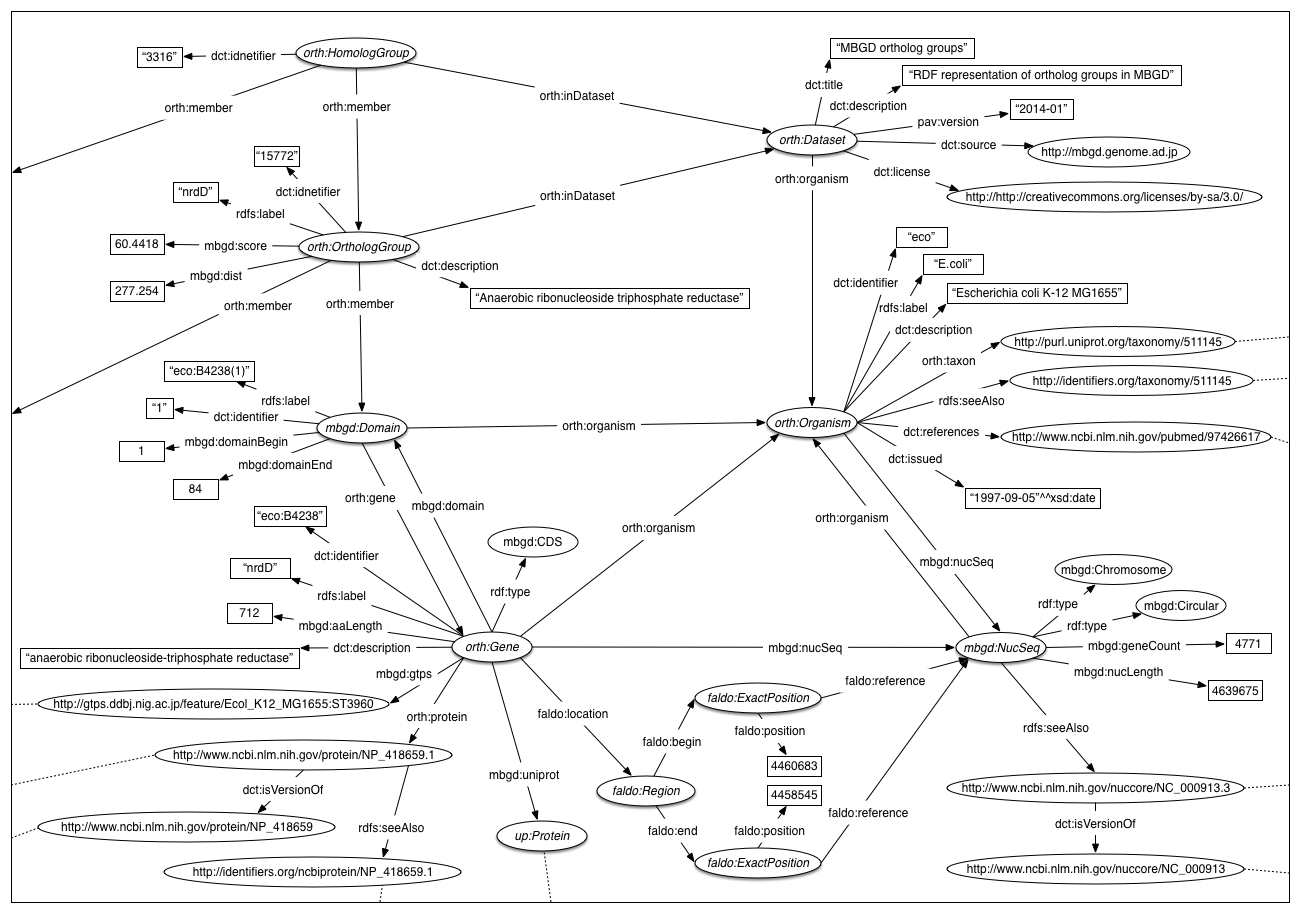 orth:HomologGroup
"3316"
dct:idnetifier
orth:member
orth:member
orth:inDataset
"MBGD ortholog groups"
dct:title
"RDF representation of ortholog groups in MBGD"
dct:description
"2014-01"
pav:version
orth:Dataset
dct:source
http://mbgd.genome.ad.jp
dct:license
http://http://creativecommons.org/licenses/by-sa/3.0/
orth:organism
"15772"
dct:idnetifier
"nrdD"
rdfs:label
orth:inDataset
60.4418
mbgd:score
orth:OrthologGroup
mbgd:dist
277.254
dct:description
"Anaerobic ribonucleoside triphosphate reductase"
orth:member
orth:member
"eco"
dct:identifier
"E.coli"
rdfs:label
"Escherichia coli K-12 MG1655"
dct:description
http://purl.uniprot.org/taxonomy/511145
orth:taxon
http://identifiers.org/taxonomy/511145
rdfs:seeAlso
orth:Organism
dct:references
http://www.ncbi.nlm.nih.gov/pubmed/97426617
dct:issued
"1997-09-05"^^xsd:date
"eco:B4238(1)"
rdfs:label
"1"
dct:identifier
mbgd:Domain
orth:organism
1
mbgd:domainBegin
mbgd:domainEnd
84
orth:gene
mbgd:domain
"eco:B4238"
dct:identifier
orth:organism
orth:organism
mbgd:CDS
rdf:type
"nrdD"
rdfs:label
712
mbgd:aaLength
mbgd:nucSeq
mbgd:Chromosome
rdf:type
mbgd:Circular
rdf:type
"anaerobic ribonucleoside-triphosphate reductase"
dct:description
orth:Gene
mbgd:nucSeq
mbgd:NucSeq
mbgd:geneCount
4771
mbgd:nucLength
4639675
mbgd:gtps
http://gtps.ddbj.nig.ac.jp/feature/Ecol_K12_MG1655:ST3960
orth:protein
faldo:location
faldo:ExactPosition
faldo:reference
faldo:begin
faldo:position
4460683
rdfs:seeAlso
http://www.ncbi.nlm.nih.gov/protein/NP_418659.1
mbgd:uniprot
dct:isVersionOf
faldo:Region
4458545
http://www.ncbi.nlm.nih.gov/nuccore/NC_000913.3
faldo:reference
http://www.ncbi.nlm.nih.gov/protein/NP_418659
rdfs:seeAlso
up:Protein
faldo:end
faldo:position
dct:isVersionOf
http://identifiers.org/ncbiprotein/NP_418659.1
faldo:ExactPosition
http://www.ncbi.nlm.nih.gov/nuccore/NC_000913